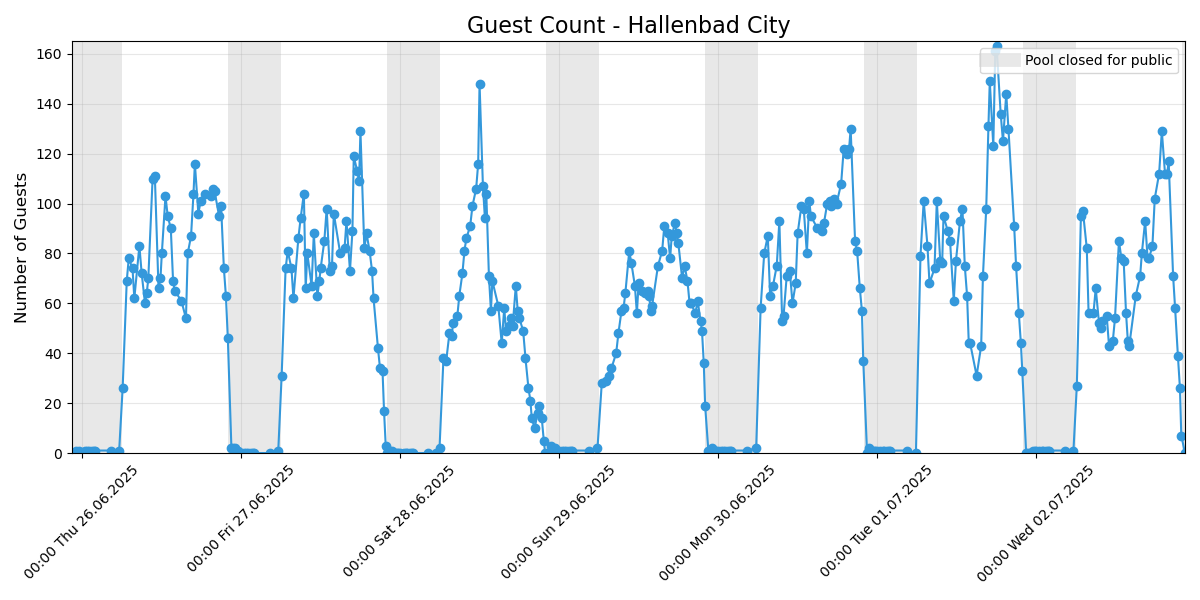 Guest Count - Hallenbad City
Pool closed for public
Number of Guests
160
140
120
100
80
60
40
20
0
00:00 Thu 26.06.2025
00:00 Fri 27.06.2025
00:00 Sat 28.06.2025
00:00 Sun 29.06.2025
00:00 Mon 30.06.2025
00:00 Tue 01.07.2025
00:00 Wed 02.07.2025